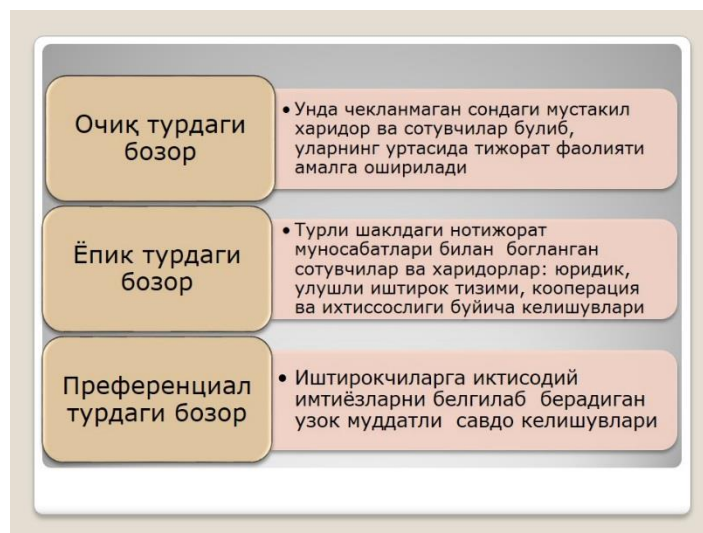 Очиқ турдаги
бозор
• Унда чекланмаган сондаги мустакил
харидор ва сотувчилар булиб,
уларнинг уртасида тижорат фаолияти
амалга оширилади
Ёпик турдаги
бозор
• Турли шаклдаги нотижорат
муносабатлари билан богланган
сотувчилар ва харидорлар: юридик,
улушли иштирок тизими, кооперация
ва ихтиссослиги буйича келишувлари
Преференциал
турдаги бозор
• Иштирокчиларга иктисодий
имтиёзларни белгилаб берадиган
узок муддатли савдо келишувлари